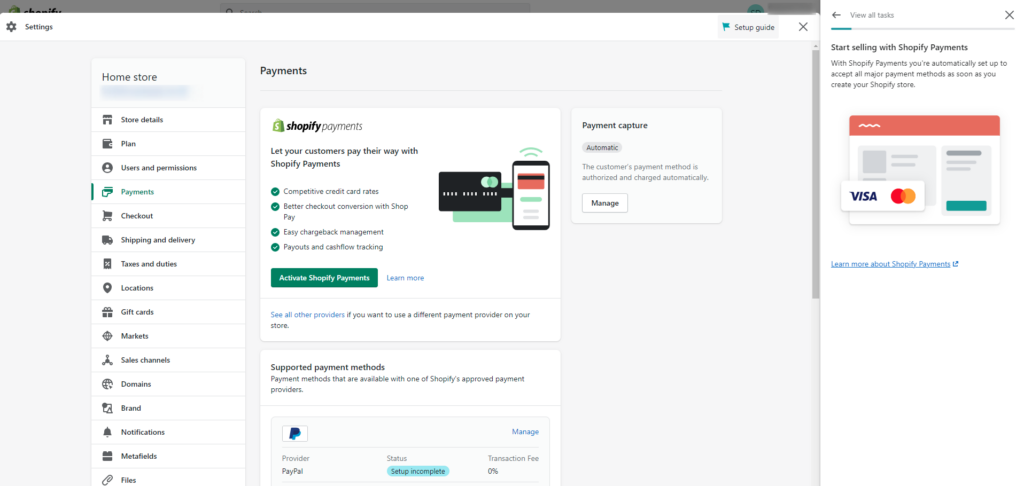 shopify
Search
Settings
Setup guide
Home store
Store details
Plan
Users and permissions
Payments
Checkout
Shipping and delivery
Taxes and duties
Locations
Gift cards
Markets
Sales channels
Domains
Brand
Notifications
Metafields
Files
Payments
shopify payments
Let your customers pay their way with
Shopify Payments
Competitive credit card rates
Better checkout conversion with Shop
Pay
Easy chargeback management
Payouts and cashflow tracking
Activate Shopify Payments
Learn more
See all other providers if you want to use a different payment provider on your
store.
Supported payment methods
Payment methods that are available with one of Shopify's approved payment
providers.
Manage
Provider Status Transaction Fee
PayPal Setup incomplete 0%
Payment capture
Automatic
The customer's payment method is
authorized and charged automatically.
Manage
View all tasks
Start selling with Shopify Payments
With Shopify Payments you're automatically set up to
accept all major payment methods as soon as you
create your Shopify store.
VISA
Learn more about Shopify Payments